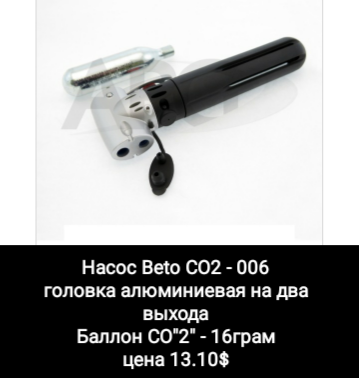 Насос Beto CO2 - 006
головка алюминиевая на два
выхода
Баллон CO"2" - 16грам
цена 13.10$